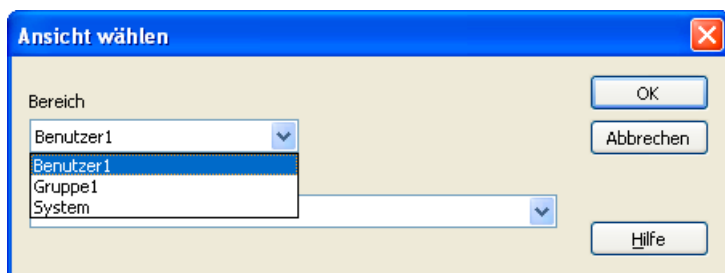 Ansicht wählen
Bereich
Benutzer1
Benutzer1
Gruppe1
System
OK
Abbrechen
Hilfe